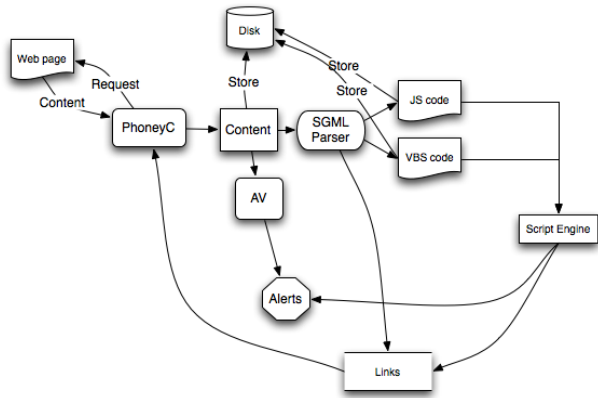 Disk
Web page
Request
Store
Store
Store
Content
JS code
PhoneyC
Content
SGML
Parser
VBS code
AV
Script Engine
Alerts
Links